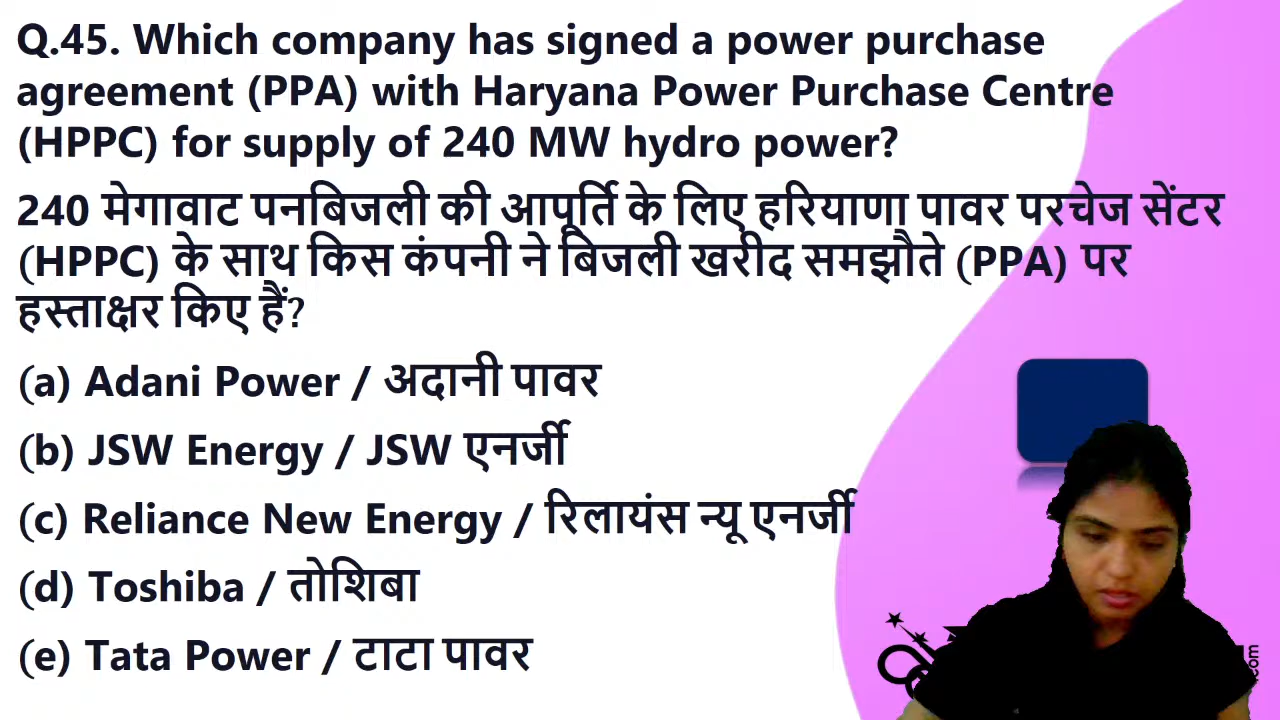 Q.45. Which company has signed a power purchase
agreement (PPA) with Haryana Power Purchase Centre
(HPPC) for supply of 240 MW hydro power?
240 मेगावाट पनबिजली की आपूर्ति के लिए हरियाणा पावर परचेज सेंटर
(HPPC) के साथ किस कंपनी ने बिजली खरीद समझौते (PPA) पर
हस्ताक्षर किए हैं?
(a) Adani Power / अदानी पावर
(b) JSW Energy / JSW एनर्जी
(c) Reliance New Energy / रिलायंस न्यू एनर्जी
(d) Toshiba / तोशिबा
(e) Tata Power / टाटा पावर
.com